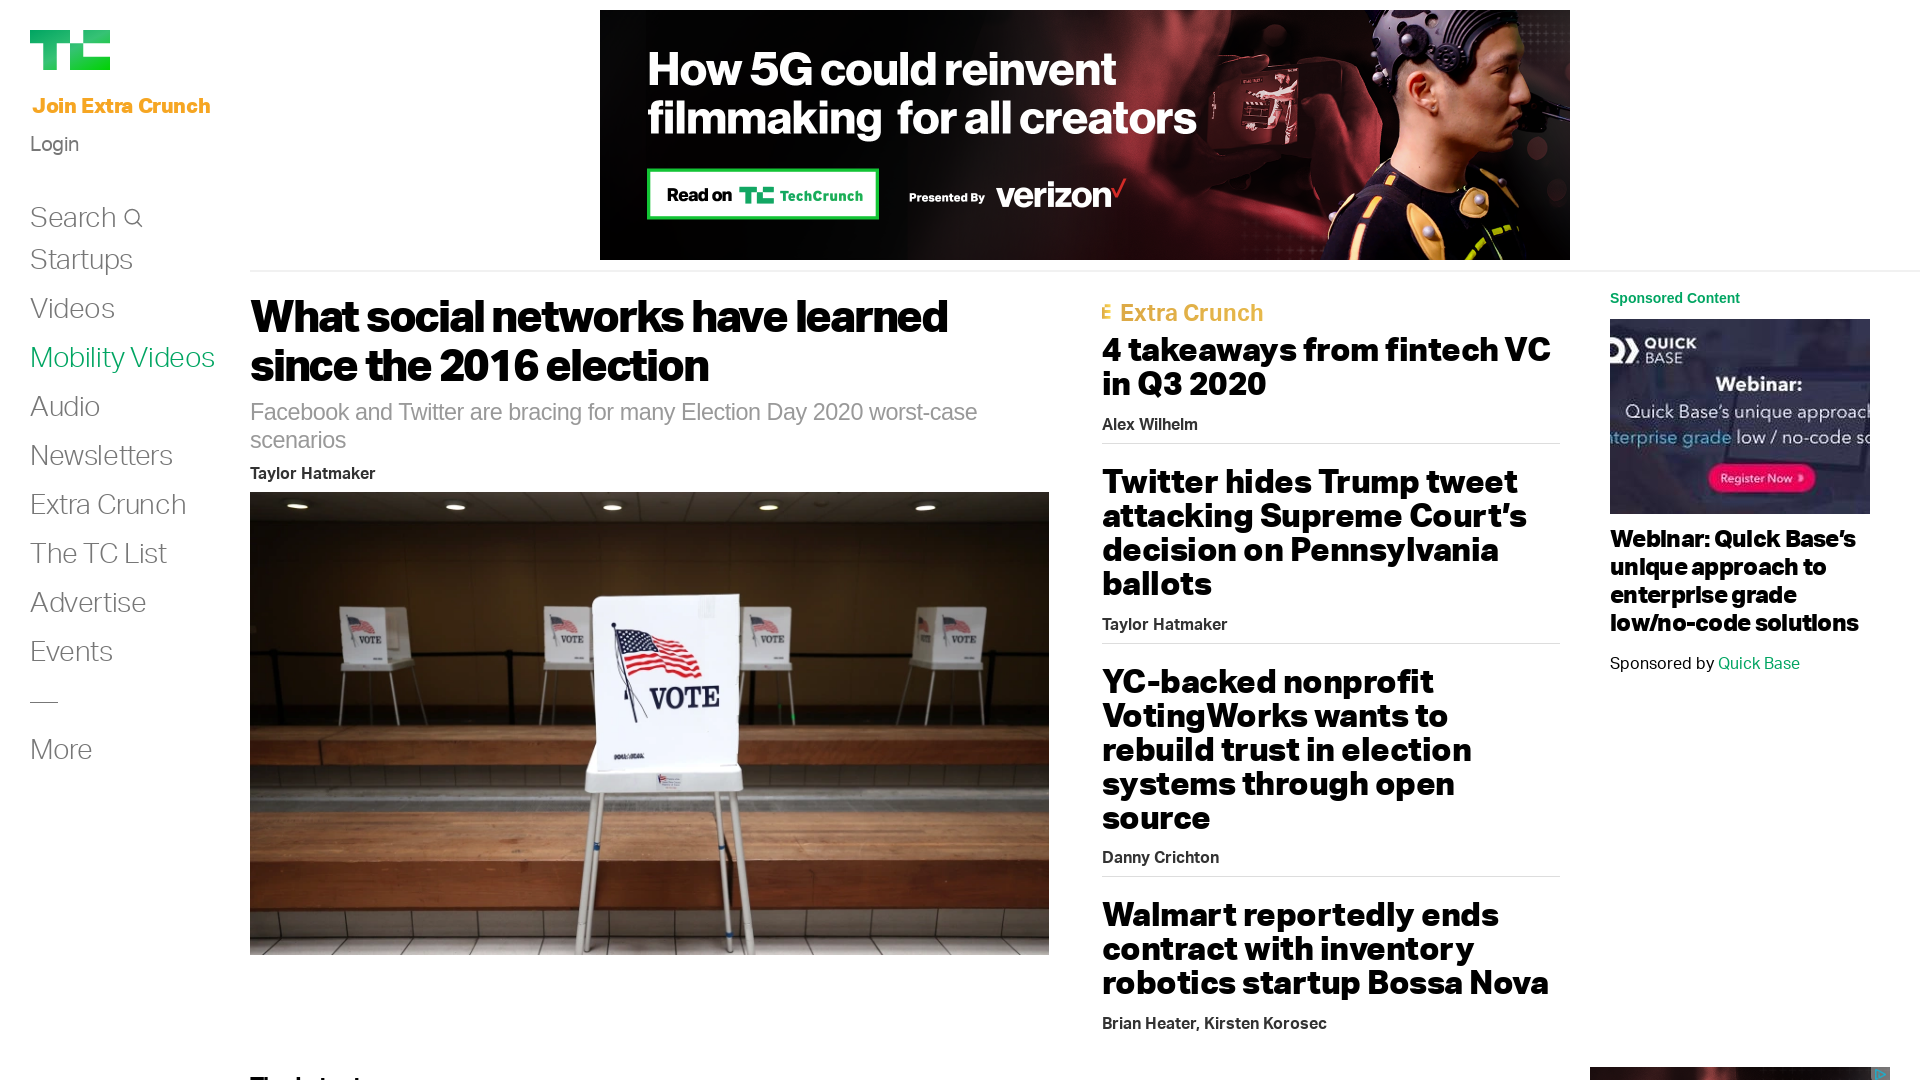 Join Extra Crunch
Login
Search
Startups
Videos
Mobility Videos
Audio
Newsletters
Extra Crunch
The TC List
Advertise
Events
More
How 5G could reinvent
filmmaking for all creators
Read on TC TechCrunch
Presented By verizon
What social networks have learned
since the 2016 election
Facebook and Twitter are bracing for many Election Day 2020 worst-case
scenarios
Taylor Hatmaker
VOTE
VOTE
VOTE
VOTE
VOTE
Extra Crunch
4 takeaways from fintech VC
in Q3 2020
Alex Wilhelm
Twitter hides Trump tweet
attacking Supreme Court’s
decision on Pennsylvania
ballots
Taylor Hatmaker
YC-backed nonprofit
VotingWorks wants to
rebuild trust in election
systems through open
source
Danny Crichton
Walmart reportedly ends
contract with inventory
robotics startup Bossa Nova
Brian Heater, Kirsten Korosec
Sponsored Content
QUICK
BASE
Webinar:
Quick Base’s unique
grade low / no-code
Register Now
Webinar: Quick Base’s
unique approach to
enterprise grade
low/no-code solutions
Sponsored by Quick Base